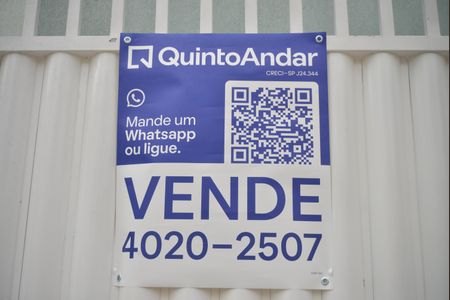 QuintoAndar
CRECI-SP J24.344
Mande um
Whatsapp
ou ligue.
VENDE
4020-2507